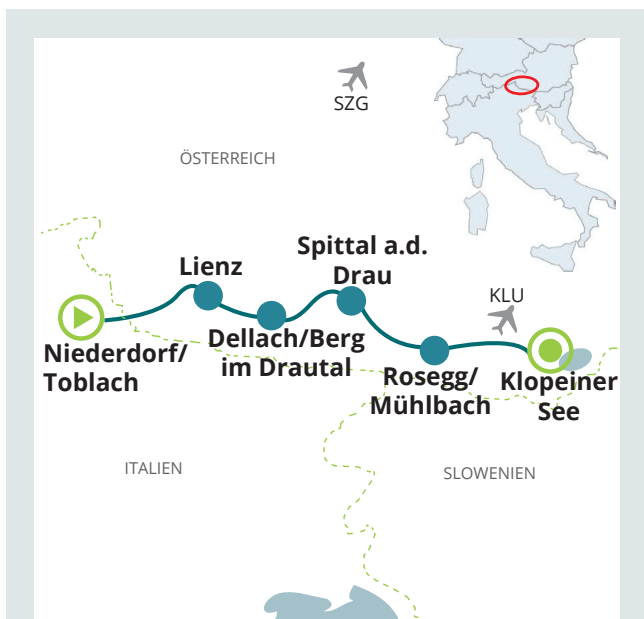 SZG
ÖSTERREICH
Spittal a.d.
Drau
Lienz
KLU
Niederdorf/
Toblach
Dellach/Berg
im Drautal
Rosegg/
Mühlbach
Klopeiner
See
ITALIEN
SLOWENIEN